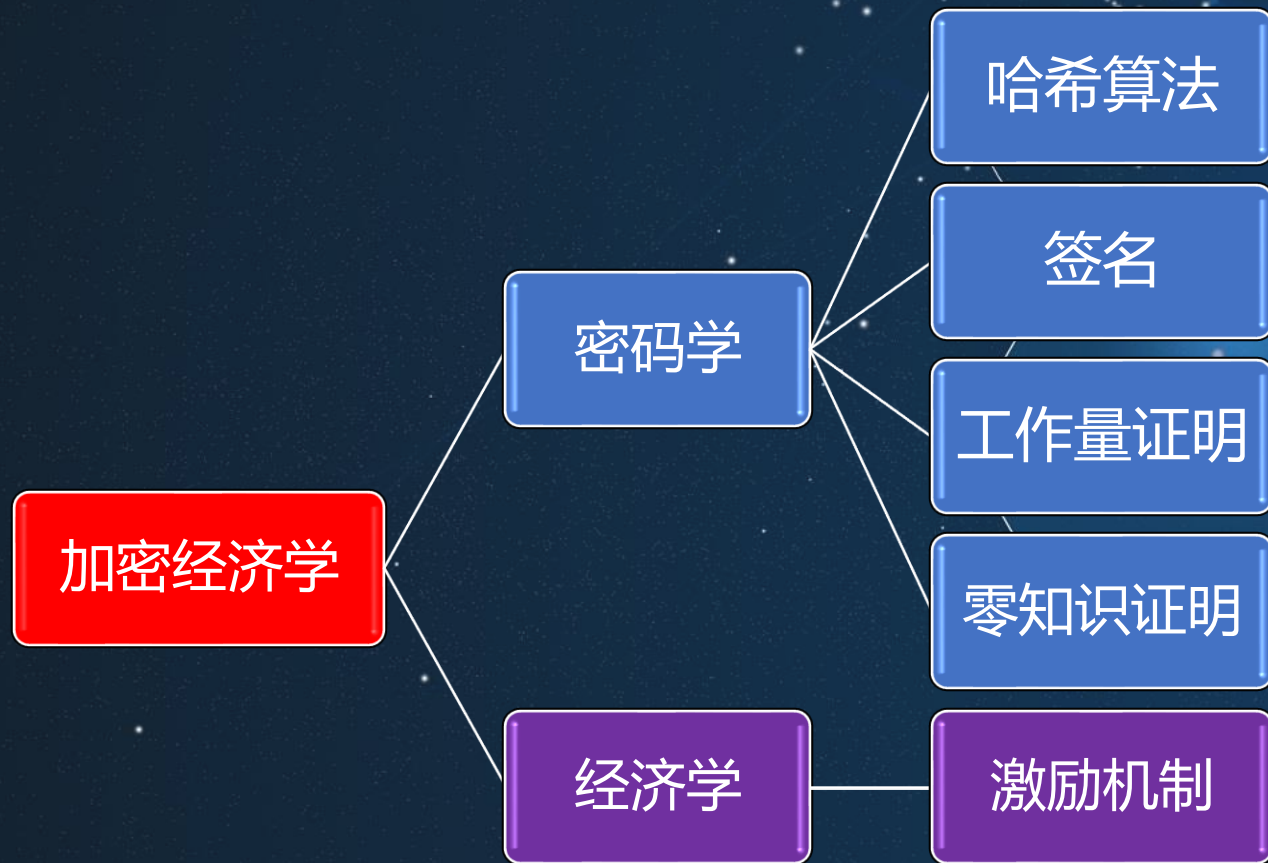 哈希算法
签名
密码学
工作量证明
加密经济学
零知识证明
经济学
激励机制